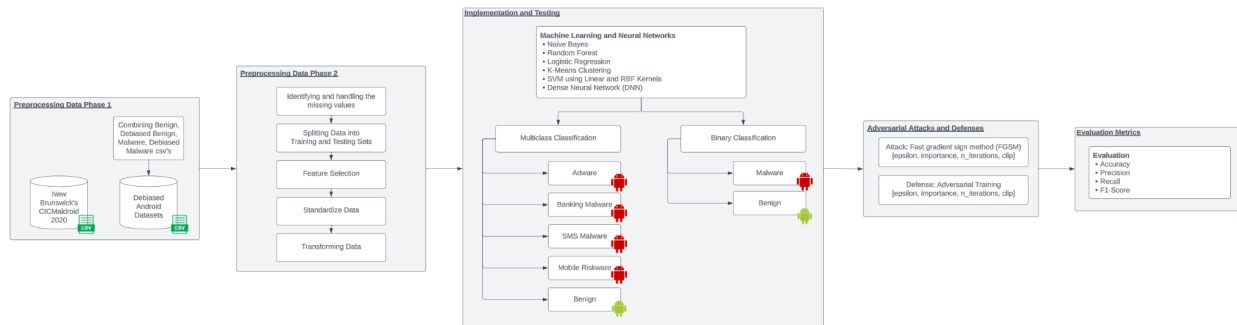 Preprocessing Data Phase 1
Combining Benign,
Debiased Benign,
Malware, Debiased
Malware csv's
New
Brunswick's
CICMaldroid
2020
CSV
Debiased
Android
Datasets
CSV
Preprocessing Data Phase 2
Identifying and handling the
missing values
Splitting Data into
Training and Testing Sets
Feature Selection
Standardize Data
Transforming Data
Implementation and Testing
Machine Learning and Neural Networks
• Naive Bayes
• Random Forest
• Logistic Regression
• K-Means Clustering
• SVM using Linear and RBF Kernels
• Dense Neural Network (DNN)
Multiclass Classification
Adware
Banking Malware
SMS Malware
Mobile Riskware
Benign
Binary Classification
Malware
Benign
Adversarial Attacks and Defenses
Attack: Fast gradient sign method (FGSM)
[epsilon, importance, n_iterations, clip]
Defense: Adversarial Training
[epsilon, importance, n_iterations, clip]
Evaluation Metrics
Evaluation
• Accuracy
• Precision
• Recall
• F1-Score